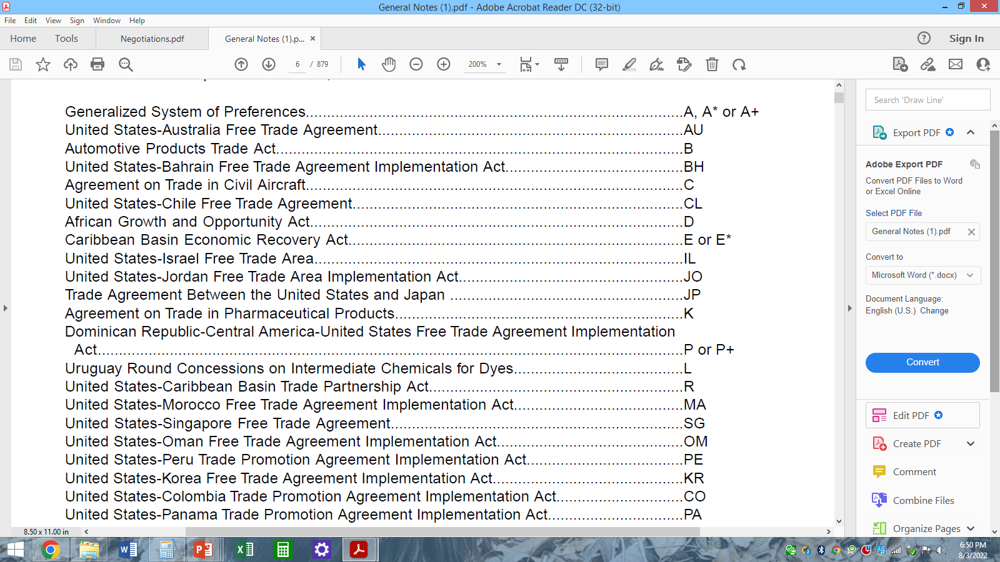 General Notes (1).pdf - Adobe Acrobat Reader DC (32-bit)
File Edit View Sign Window Help
Home Tools Negotiations.pdf General Notes (1).p... × ? Sign In
6 / 879 200%
Generalized System of Preferences.........................................................................................A, A* or A+
United States-Australia Free Trade Agreement........................................................................AU
Automotive Products Trade Act................................................................................................B
United States-Bahrain Free Trade Agreement Implementation Act..........................................BH
Agreement on Trade in Civil Aircraft.........................................................................................C
United States-Chile Free Trade Agreement..............................................................................CL
African Growth and Opportunity Act........................................................................................D
Caribbean Basin Economic Recovery Act...............................................................................E or E*
United States-Israel Free Trade Area.......................................................................................IL
United States-Jordan Free Trade Area Implementation Act.....................................................JO
Trade Agreement Between the United States and Japan .......................................................JP
Agreement on Trade in Pharmaceutical Products....................................................................K
Dominican Republic-Central America-United States Free Trade Agreement Implementation
Act..........................................................................................................................................P or P+
Uruguay Round Concessions on Intermediate Chemicals for Dyes........................................L
United States-Caribbean Basin Trade Partnership Act............................................................R
United States-Morocco Free Trade Agreement Implementation Act........................................MA
United States-Singapore Free Trade Agreement.....................................................................SG
United States-Oman Free Trade Agreement Implementation Act............................................OM
United States-Peru Trade Promotion Agreement Implementation Act.....................................PE
United States-Korea Free Trade Agreement Implementation Act.............................................KR
United States-Colombia Trade Promotion Agreement Implementation Act..............................CO
United States-Panama Trade Promotion Agreement Implementation Act................................PA
8.50 x 11.00 in
Search 'Draw Line'
Export PDF
Adobe Export PDF
Convert PDF Files to Word
or Excel Online
Select PDF File
General Notes (1).pdf
Convert to
Microsoft Word (*.docx)
Document Language:
English (U.S.) Change
Convert
Edit PDF
Create PDF
Comment
Combine Files
Organize Pages
6:50 PM
8/3/2022